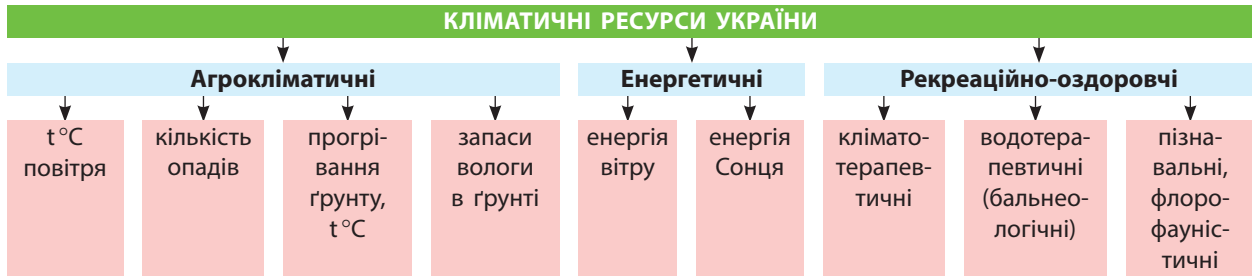 КЛІМАТИЧНІ РЕСУРСИ УКРАЇНИ
Агрокліматичні
Енергетичні
Рекреаційно-оздоровчі
t °C
повітря
кількість
опадів
прогрі-
вання
ґрунту,
t °C
запаси
вологи
в ґрунті
енергія
вітру
енергія
Сонця
клімато-
терапев-
тичні
водотера-
певтичні
(бальнео-
логічні)
пізна-
вальні,
флоро-
фауніс-
тичні